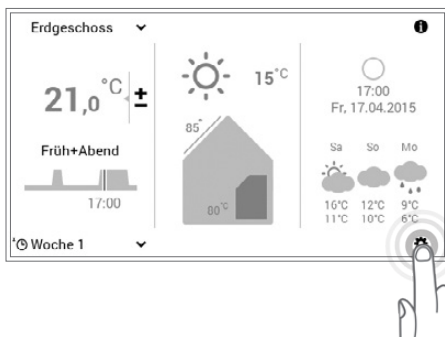 Erdgeschoss
21,0 °C ±
Früh+Abend
17:00
Woche 1
15°C
85°
80°C
17:00
Fr, 17.04.2015
Sa So Mo
16°C 12°C 9°C
11°C 10°C 6°C